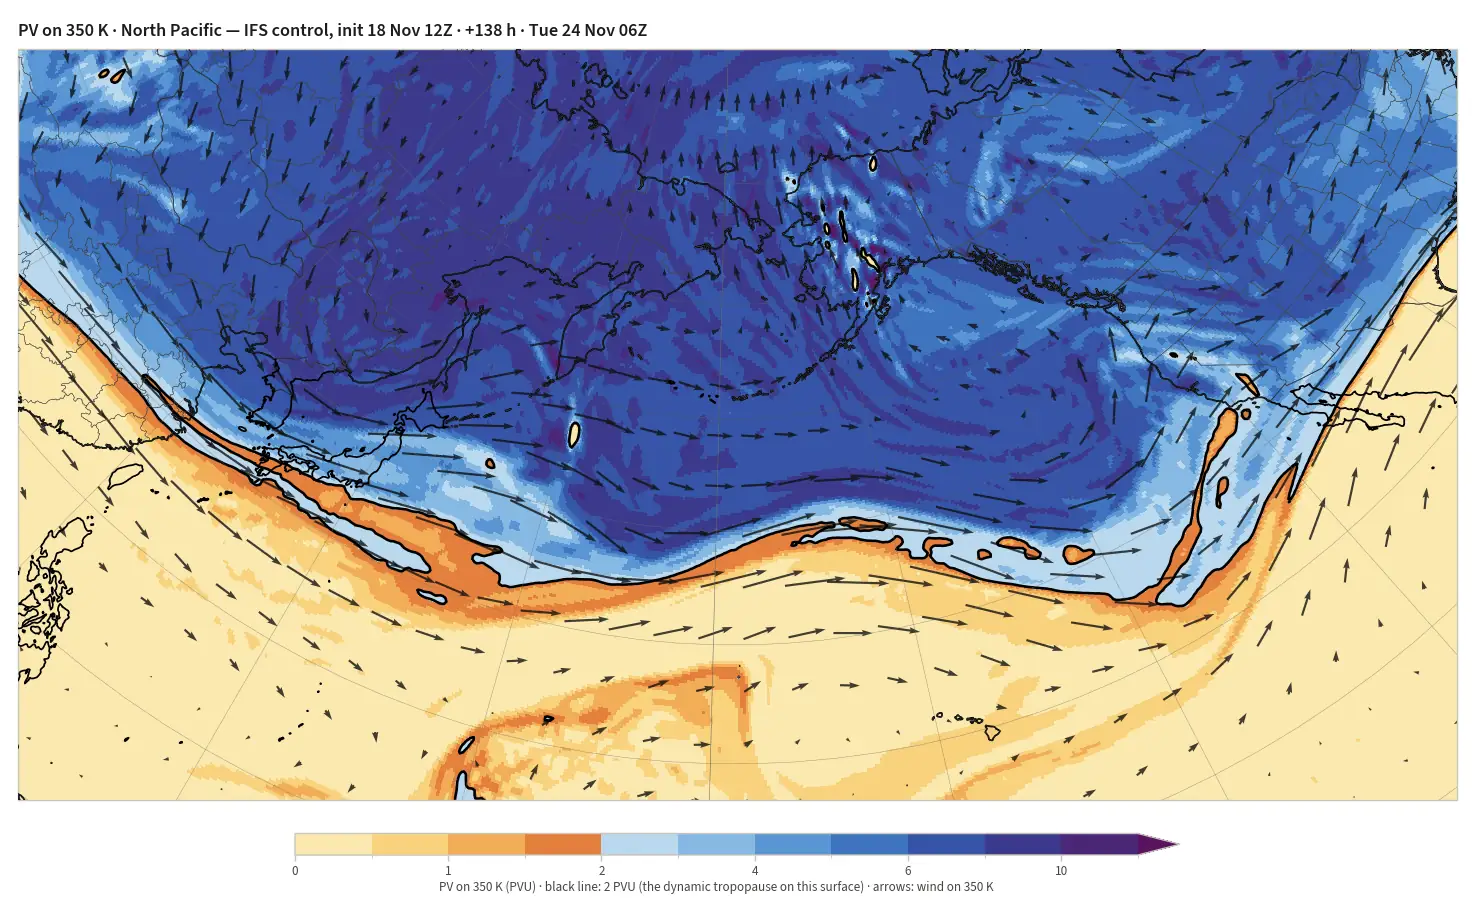 PV on 350 K · North Pacific — IFS control, init 18 Nov 12Z · +138 h · Tue 24 Nov 06Z
0 1 2 4 6 10
PV on 350 K (PVU) · black line: 2 PVU (the dynamic tropopause on this surface) · arrows: wind on 350 K